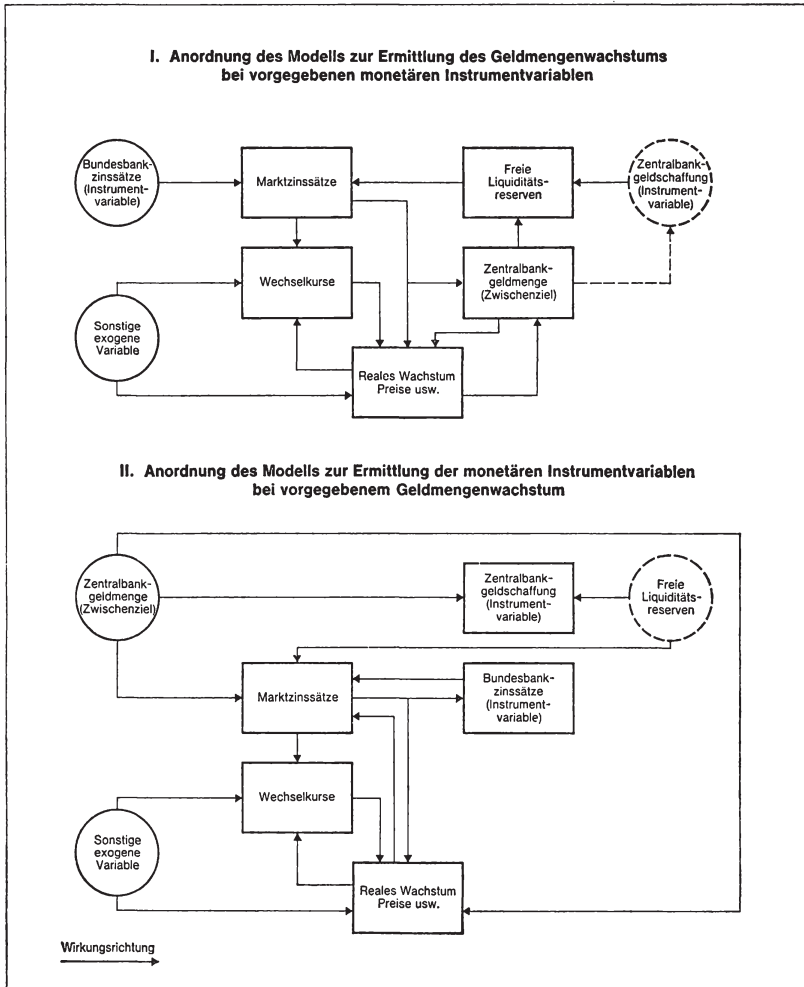 I. Anordnung des Modells zur Ermittlung des Geldmengenwachstums
bei vorgegebenen monetären Instrumentvariablen
Bundesbank-
zinssätze
(Instrument-
variable)
Marktzinssätze
Freie
Liquiditäts-
reserven
Zentralbank-
geldschaffung
(Instrument-
variable)
Wechselkurse
Zentralbank-
geldmenge
(Zwischenziel)
Sonstige
exogene
Variable
Reales Wachstum
Preise usw.
II. Anordnung des Modells zur Ermittlung der monetären Instrumentvariablen
bei vorgegebenem Geldmengenwachstum
Zentralbank-
geldmenge
(Zwischenziel)
Zentralbank-
geldschaffung
(Instrument-
variable)
Freie
Liquiditäts-
reserven
Marktzinssätze
Bundesbank-
zinssätze
(Instrument-
variable)
Wechselkurse
Sonstige
exogene
Variable
Reales Wachstum
Preise usw.
Wirkungsrichtung